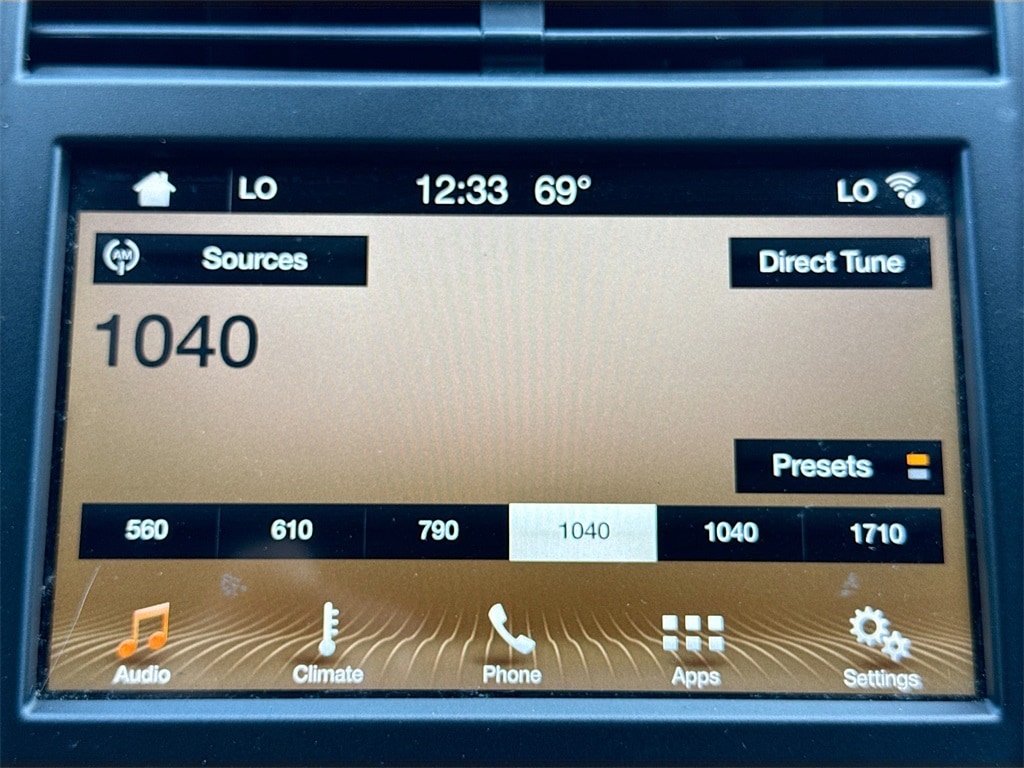 LO 12:33 69° LO
AM Sources Direct Tune
1040
Presets
560 610 790 1040 1040 1710
Audio Climate Phone Apps Settings